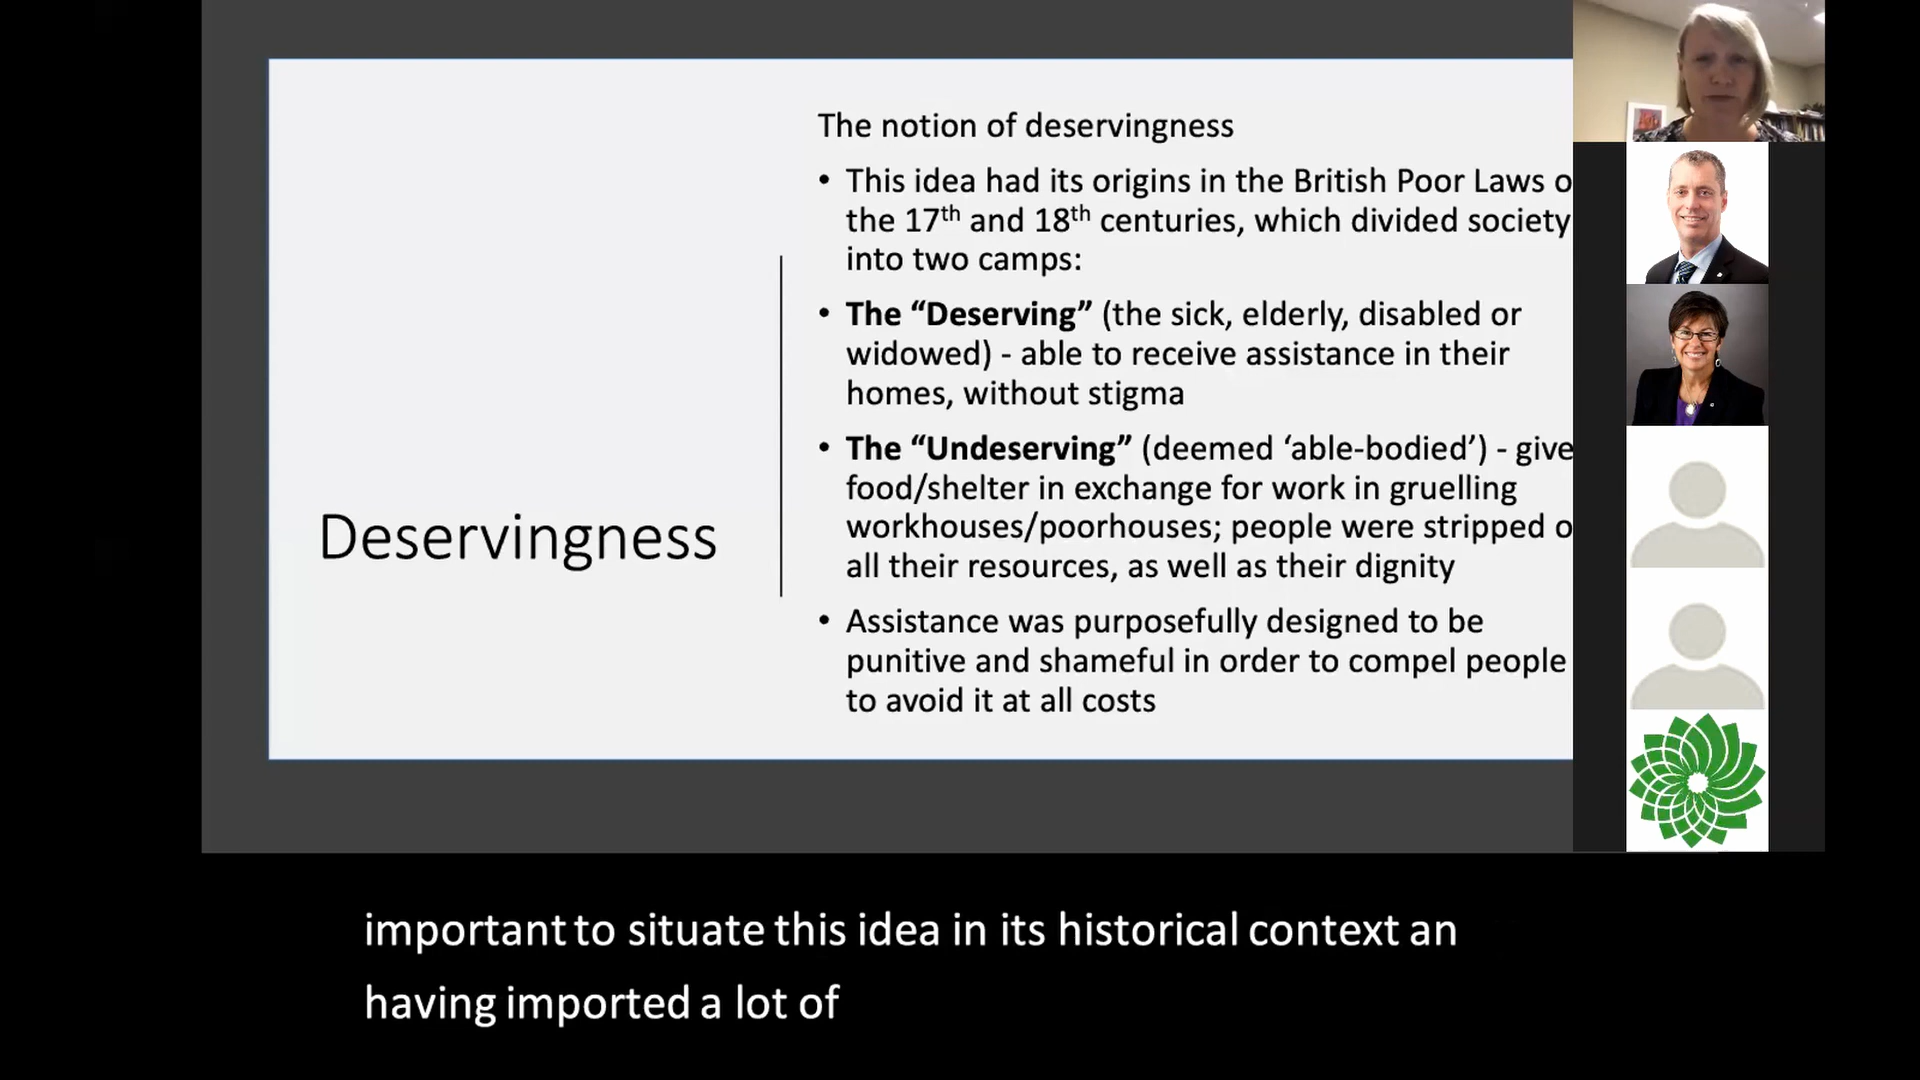 Deservingness
The notion of deservingness
• This idea had its origins in the British Poor Laws o
the 17th and 18th centuries, which divided society
into two camps:
• The “Deserving” (the sick, elderly, disabled or
widowed) - able to receive assistance in their
homes, without stigma
• The “Undeserving” (deemed ‘able-bodied’) - give
food/shelter in exchange for work in gruelling
workhouses/poorhouses; people were stripped o
all their resources, as well as their dignity
• Assistance was purposefully designed to be
punitive and shameful in order to compel people
to avoid it at all costs
important to situate this idea in its historical context an
having imported a lot of